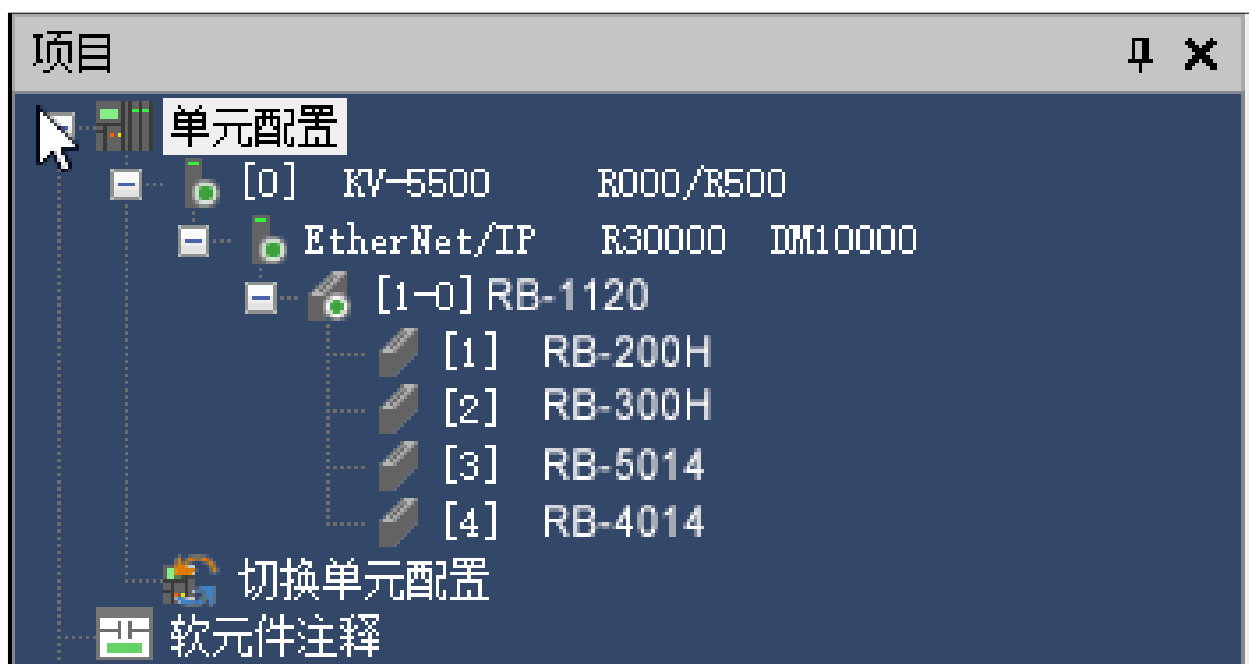 项目
单元配置
[0] KV-5500 R000/R500
EtherNet/IP R30000 DM10000
[1-0] RB-1120
[1] RB-200H
[2] RB-300H
[3] RB-5014
[4] RB-4014
切换单元配置
软元件注释